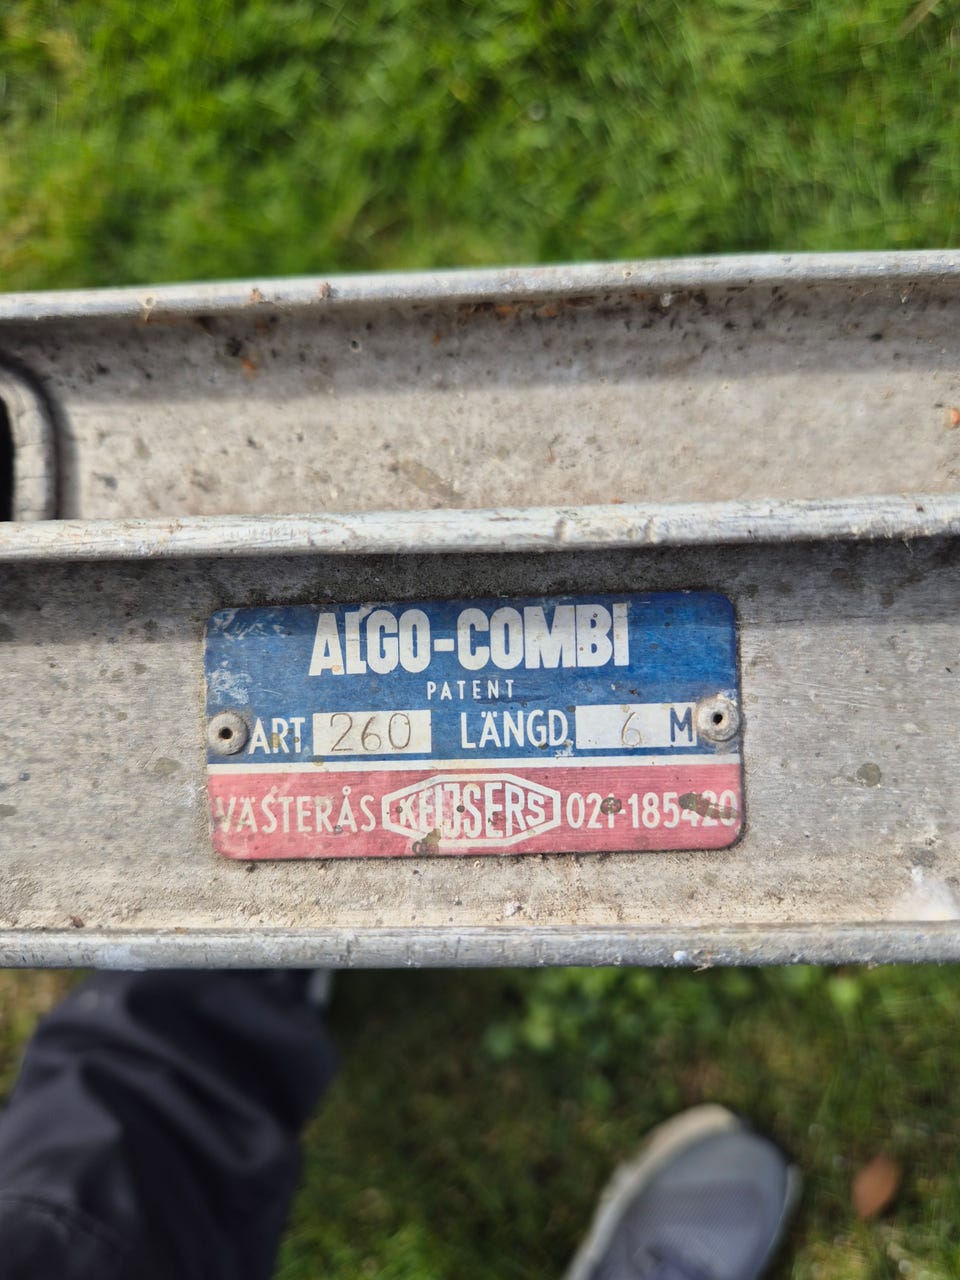 ALGO-COMBI
PATENT
ART. 260 LÄNGD 6 M
VÄSTERÅS KEIJSERS 021-185420